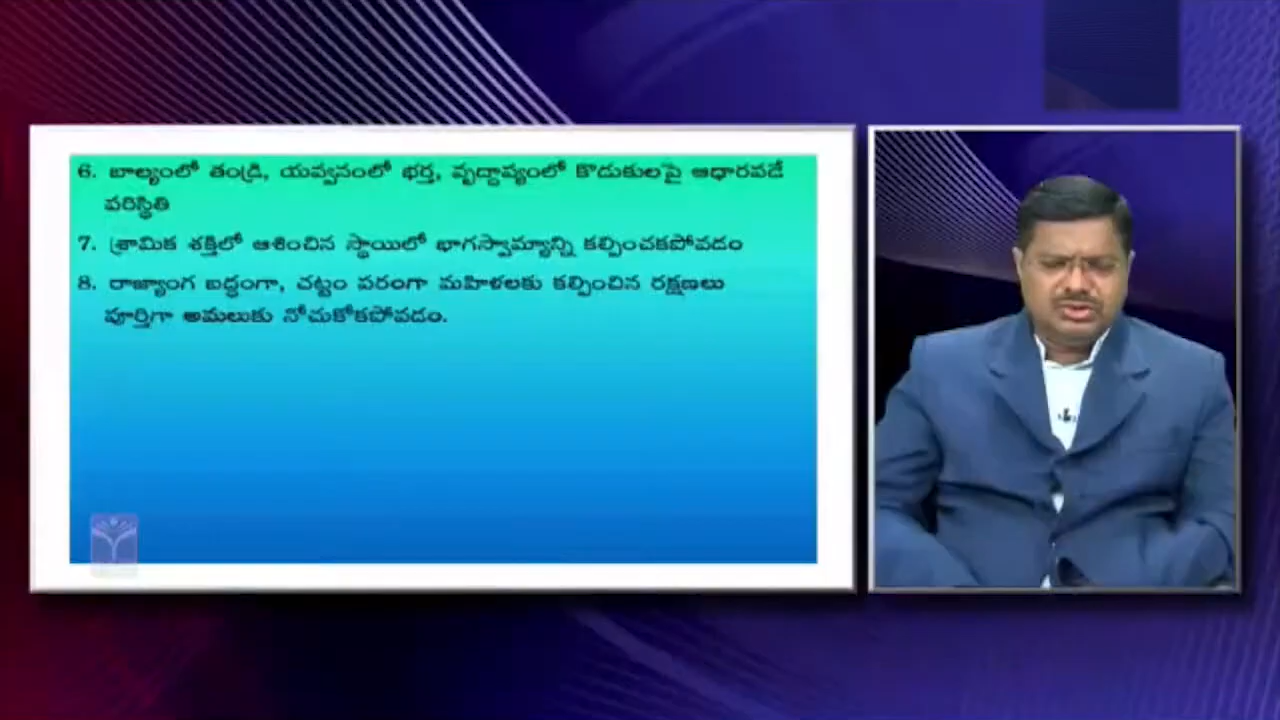 6. బాల్యంలో తండ్రి, యవ్వనంలో భర్త, వృద్దాప్యంలో కొడుకులపై ఆధారపడే
పరిస్థితి
7. శ్రామిక శక్తిలో ఆశించిన స్థాయిలో భాగస్వామ్యాన్ని కల్పించకపోవడం
8. రాజ్యాంగ బద్ధంగా, చట్టం పరంగా మహిళలకు కల్పించిన రక్షణలు
పూర్తిగా అమలుకు నోచుకోకపోవడం.